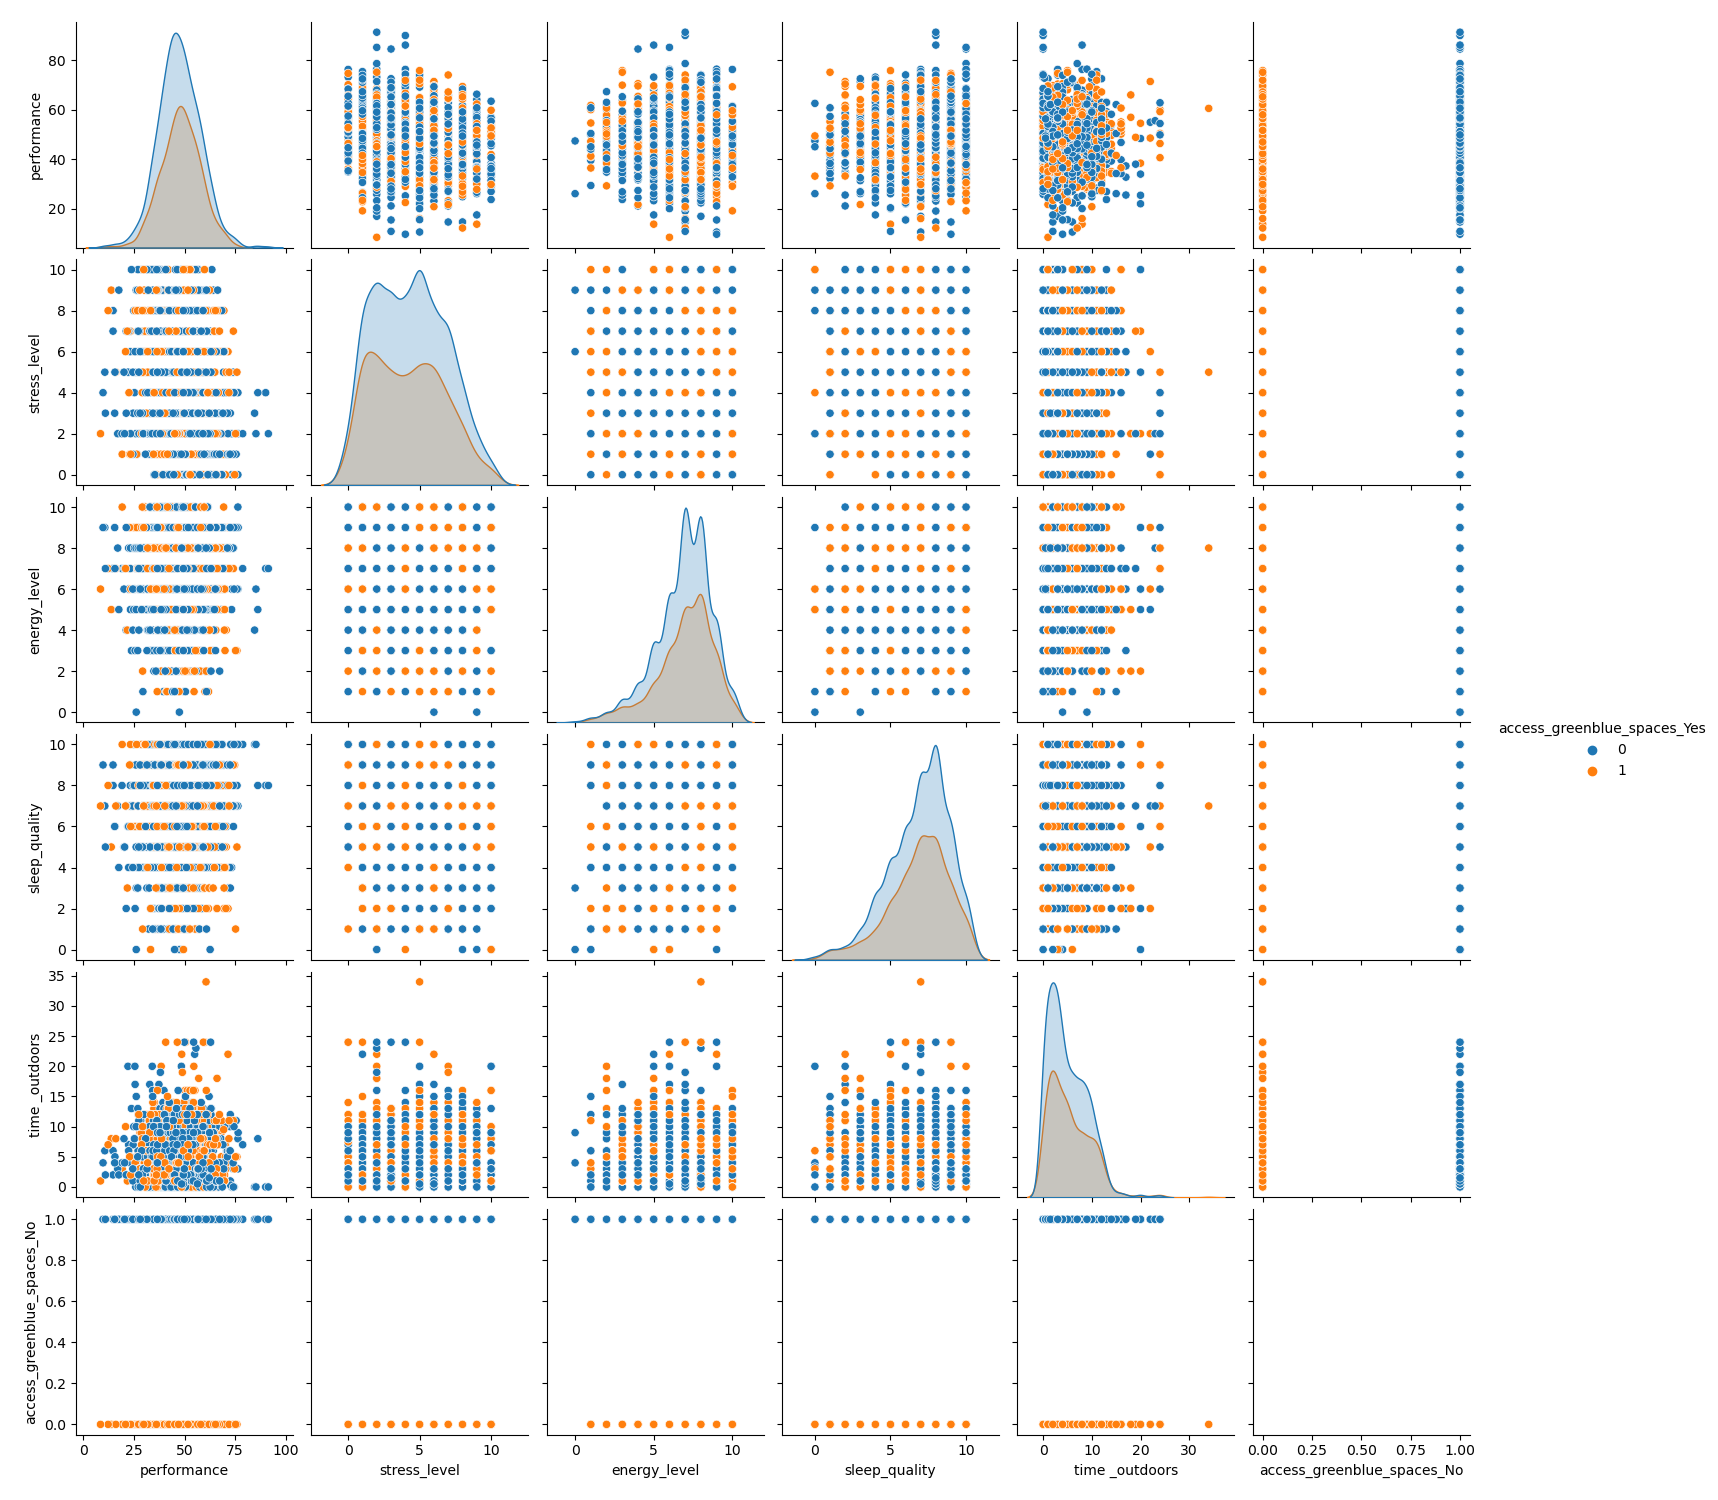 performance
80
60
40
20
stress_level
10
8
6
4
2
0
energy_level
10
8
6
4
2
0
access_greenblue_spaces_Yes
0
1
sleep_quality
10
8
6
4
2
0
time _outdoors
35
30
25
20
15
10
5
0
access_greenblue_spaces_No
1.0
0.8
0.6
0.4
0.2
0.0
0 25 50 75 100
0 5 10
0 5 10
0 5 10
0 10 20 30
0.00 0.25 0.50 0.75 1.00
performance stress_level energy_level sleep_quality time _outdoors access_greenblue_spaces_No